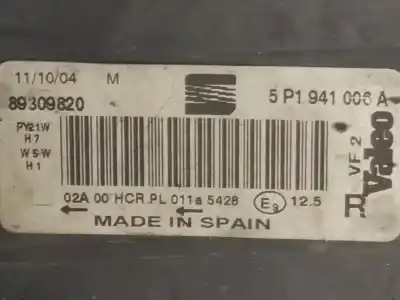 11/10/04 M
5 P1 941 006 A
89309820
PY21W
H7
W5W
H1
02A 00 HCR.PL 011a 5428 E9 12.5
MADE IN SPAIN
Valeo
VF 2
R